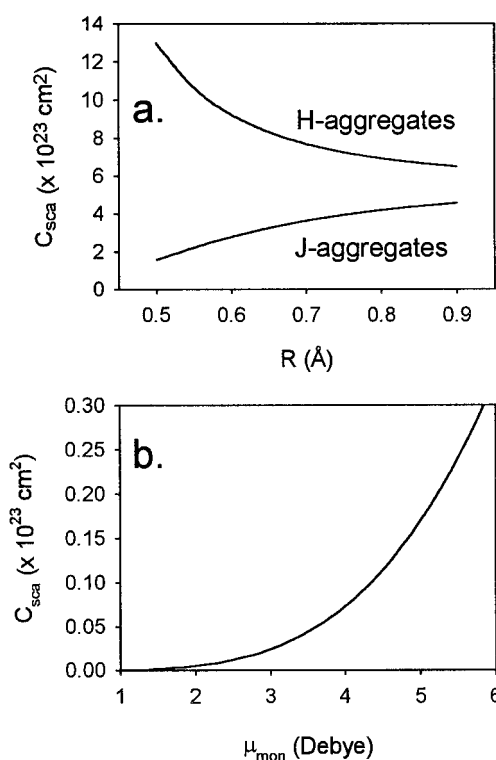 a.
C_sca (x 10^23 cm^2)
14
12
10
8
6
4
2
0
H-aggregates
J-aggregates
0.5 0.6 0.7 0.8 0.9
R (Å)
b.
C_sca (x 10^23 cm^2)
0.30
0.25
0.20
0.15
0.10
0.05
0.00
1 2 3 4 5 6
μ_mon (Debye)